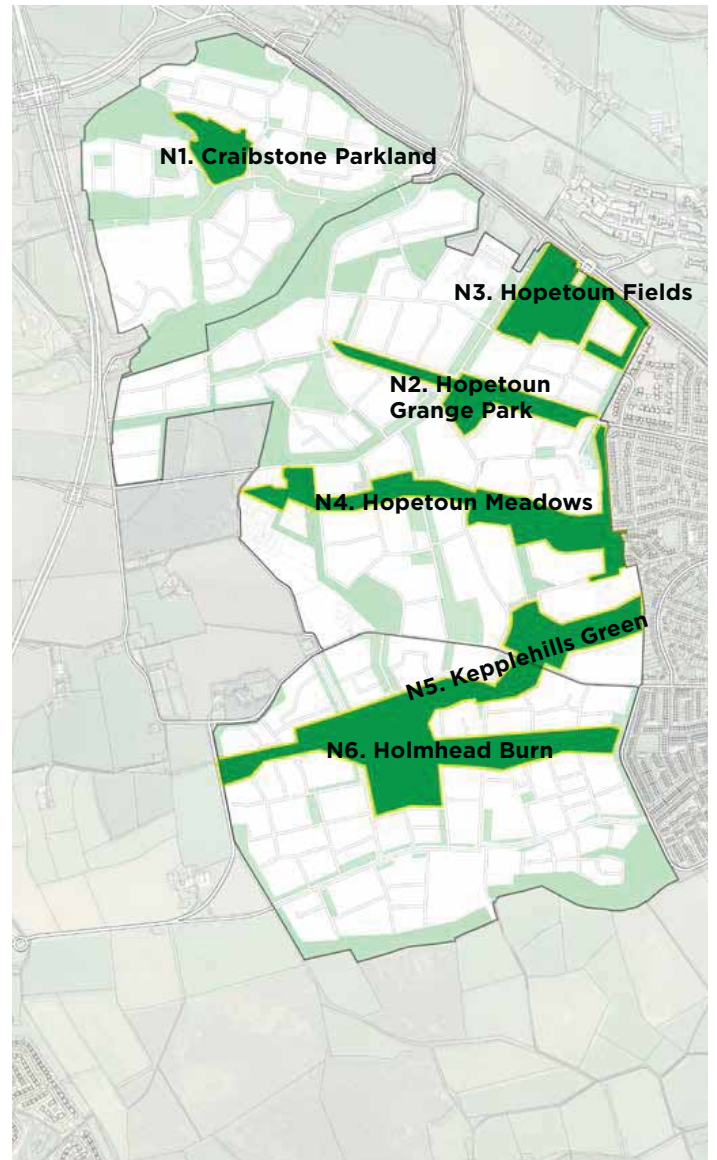 N1. Craibstone Parkland
N3. Hopetoun Fields
N2. Hopetoun
Grange Park
N4. Hopetoun Meadows
N5. Kepplehills Green
N6. Holmhead Burn